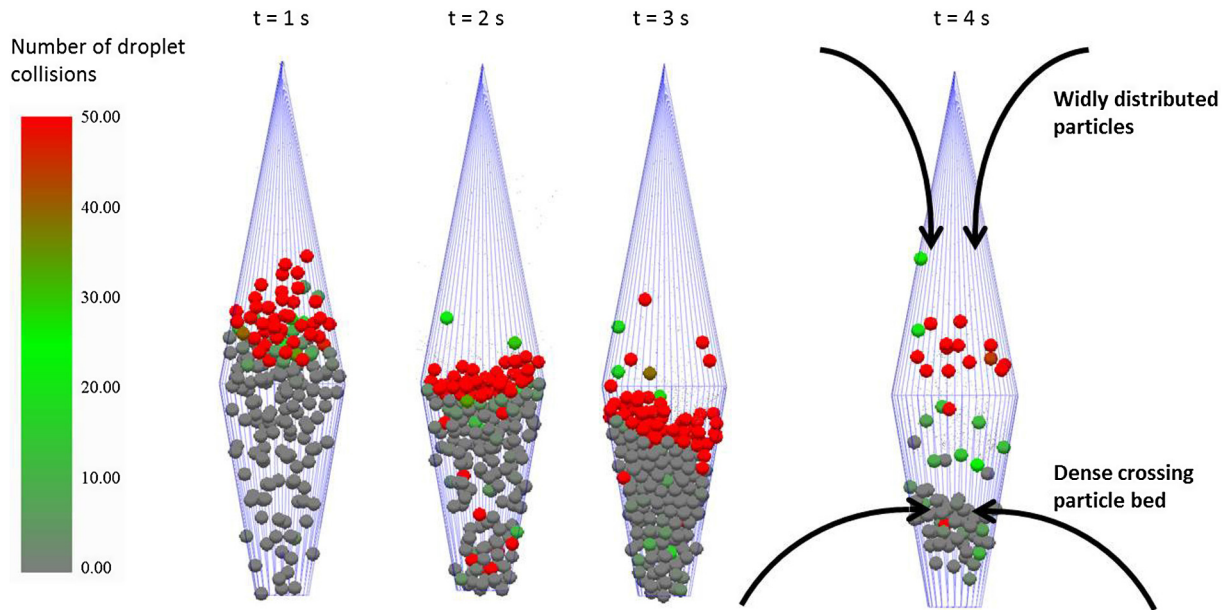 t = 1 s
t = 2 s
t = 3 s
t = 4 s
Number of droplet
collisions
50.00
40.00
30.00
20.00
10.00
0.00
Widly distributed
particles
Dense crossing
particle bed